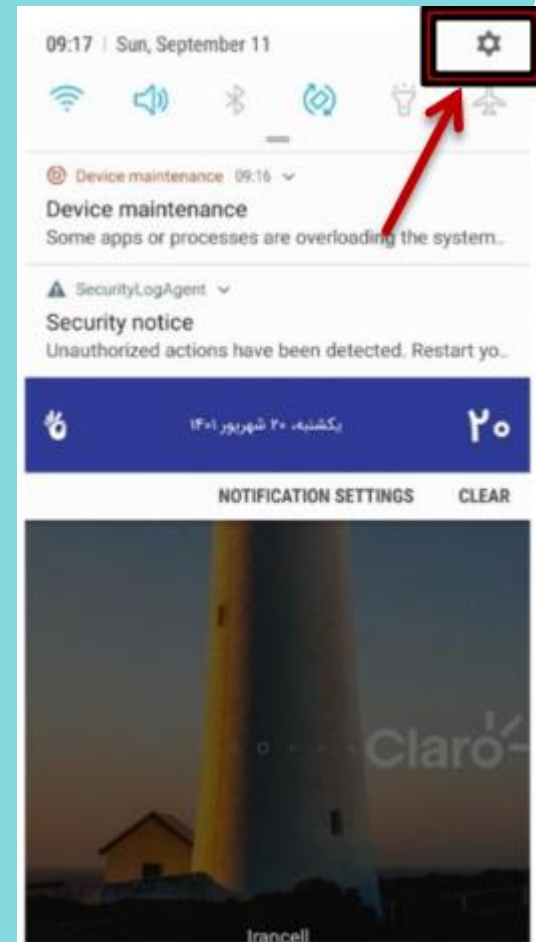 09:17 | Sun, September 11
Device maintenance 09:16
Device maintenance
Some apps or processes are overloading the system..
SecurityLogAgent
Security notice
Unauthorized actions have been detected. Restart yo..
یکشنبه، ۲۰ شهریور ۱۴۰۱
۲۰
NOTIFICATION SETTINGS CLEAR
Claro
Irancell